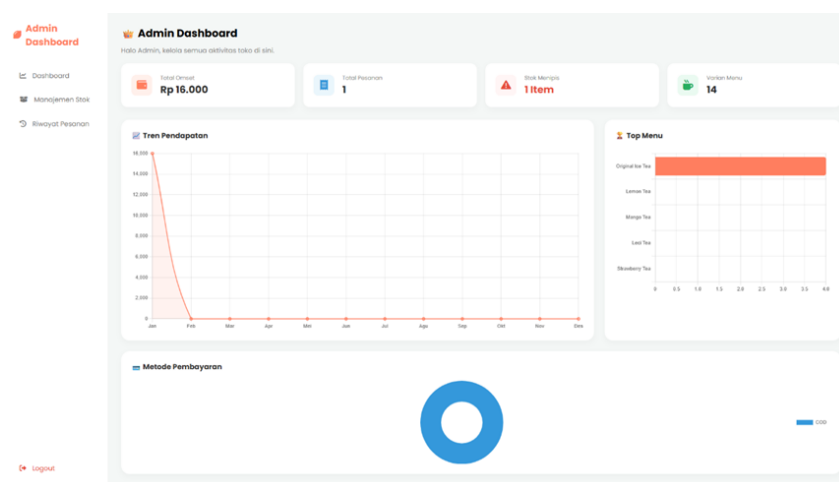 Admin
Dashboard
Dashboard
Manajemen Stok
Riwayat Pesanan
Logout
Admin Dashboard
Halo Admin, kelola semua aktivitas toko di sini.
Total Omset
Rp 16.000
Total Pesanan
1
Stok Menipis
1 Item
Varian Menu
14
Tren Pendapatan
16.000
14.000
12.000
10.000
8.000
6.000
4.000
2.000
0
Jan Feb Mar Apr Mei Jun Jul Ags Sep Okt Nov Des
Top Menu
Original Ice Tea
Lemon Tea
Mango Tea
Leci Tea
Strawberry Tea
0 0.5 1.0 1.5 2.0 2.5 3.0 3.5 4.0
Metode Pembayaran
COD